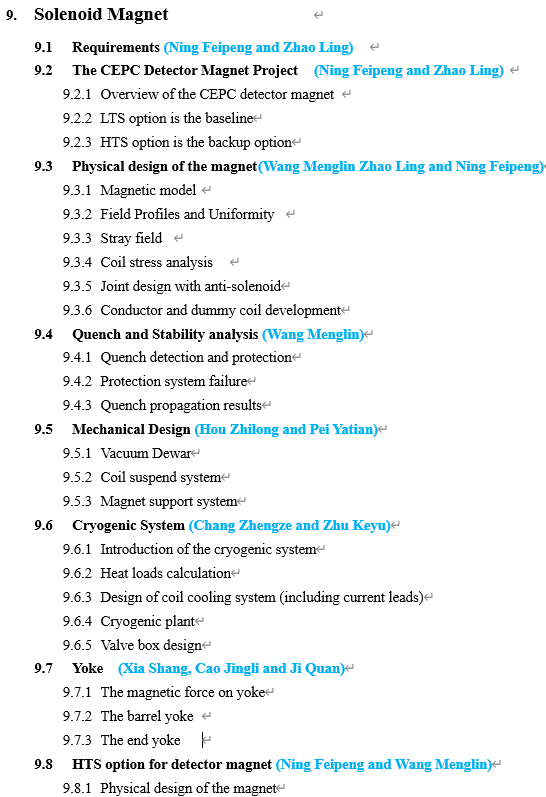 9. Solenoid Magnet
9.1 Requirements (Ning Feipeng and Zhao Ling)
9.2 The CEPC Detector Magnet Project (Ning Feipeng and Zhao Ling)
9.2.1 Overview of the CEPC detector magnet
9.2.2 LTS option is the baseline
9.2.3 HTS option is the backup option
9.3 Physical design of the magnet(Wang Menglin Zhao Ling and Ning Feipeng)
9.3.1 Magnetic model
9.3.2 Field Profiles and Uniformity
9.3.3 Stray field
9.3.4 Coil stress analysis
9.3.5 Joint design with anti-solenoid
9.3.6 Conductor and dummy coil development
9.4 Quench and Stability analysis (Wang Menglin)
9.4.1 Quench detection and protection
9.4.2 Protection system failure
9.4.3 Quench propagation results
9.5 Mechanical Design (Hou Zhilong and Pei Yatian)
9.5.1 Vacuum Dewar
9.5.2 Coil suspend system
9.5.3 Magnet support system
9.6 Cryogenic System (Chang Zhengze and Zhu Keyu)
9.6.1 Introduction of the cryogenic system
9.6.2 Heat loads calculation
9.6.3 Design of coil cooling system (including current leads)
9.6.4 Cryogenic plant
9.6.5 Valve box design
9.7 Yoke (Xia Shang, Cao Jingli and Ji Quan)
9.7.1 The magnetic force on yoke
9.7.2 The barrel yoke
9.7.3 The end yoke
9.8 HTS option for detector magnet (Ning Feipeng and Wang Menglin)
9.8.1 Physical design of the magnet